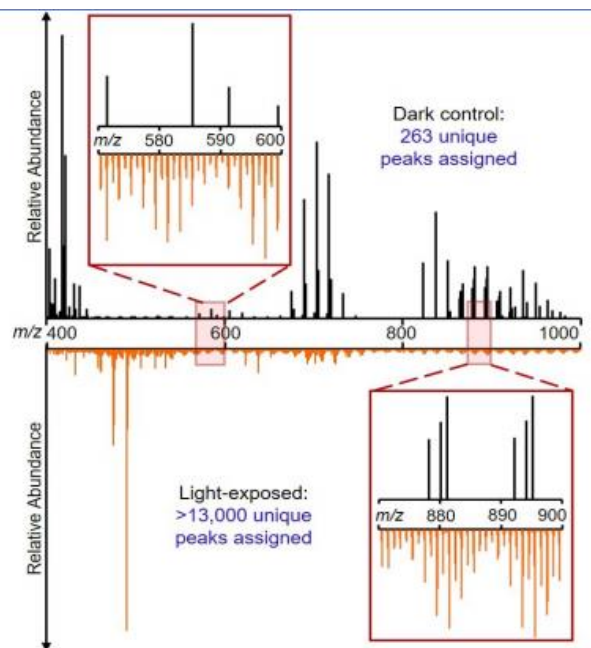 Relative Abundance
m/z 580 590 600
Dark control:
263 unique
peaks assigned
m/z 400 600 800 1000
Relative Abundance
Light-exposed:
>13,000 unique
peaks assigned
m/z 880 890 900